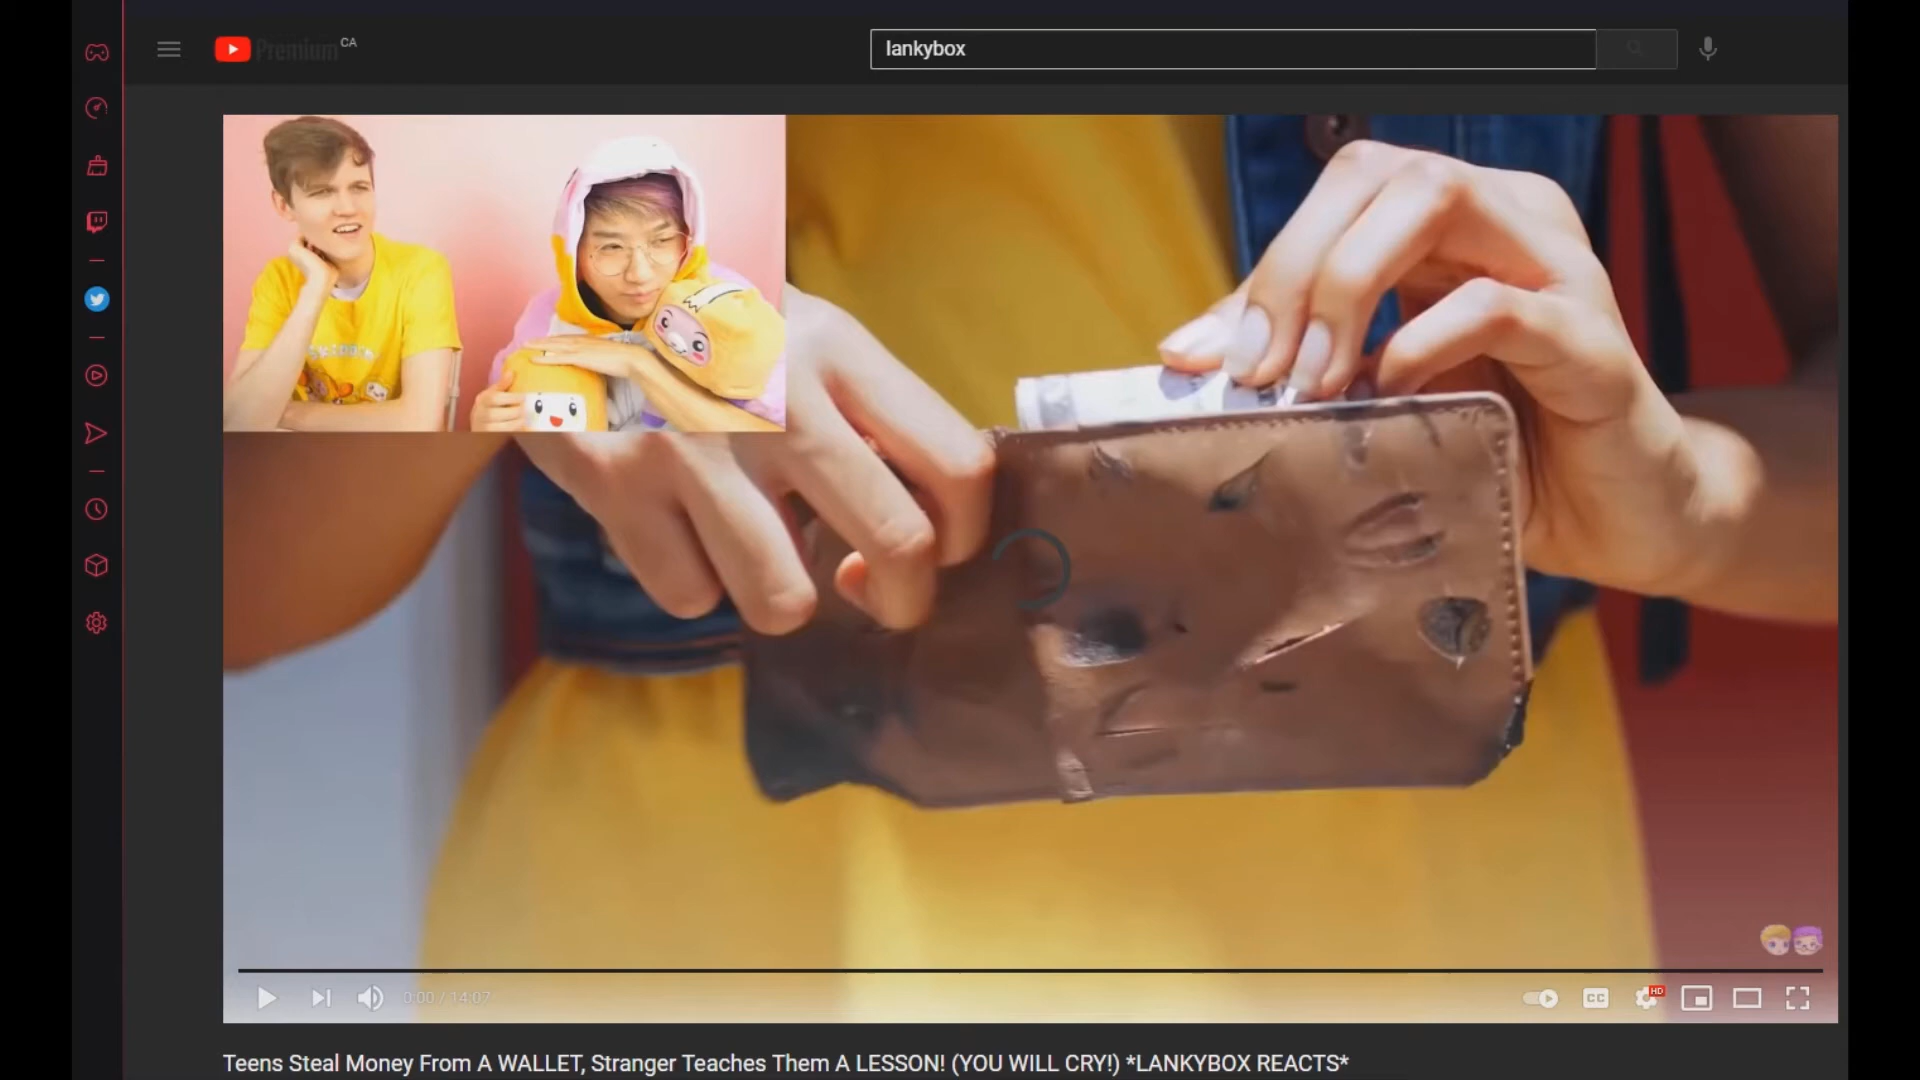 Premium CA
lankybox
0:00 / 14:07
CC
HD
Teens Steal Money From A WALLET, Stranger Teaches Them A LESSON! (YOU WILL CRY!) *LANKYBOX REACTS*